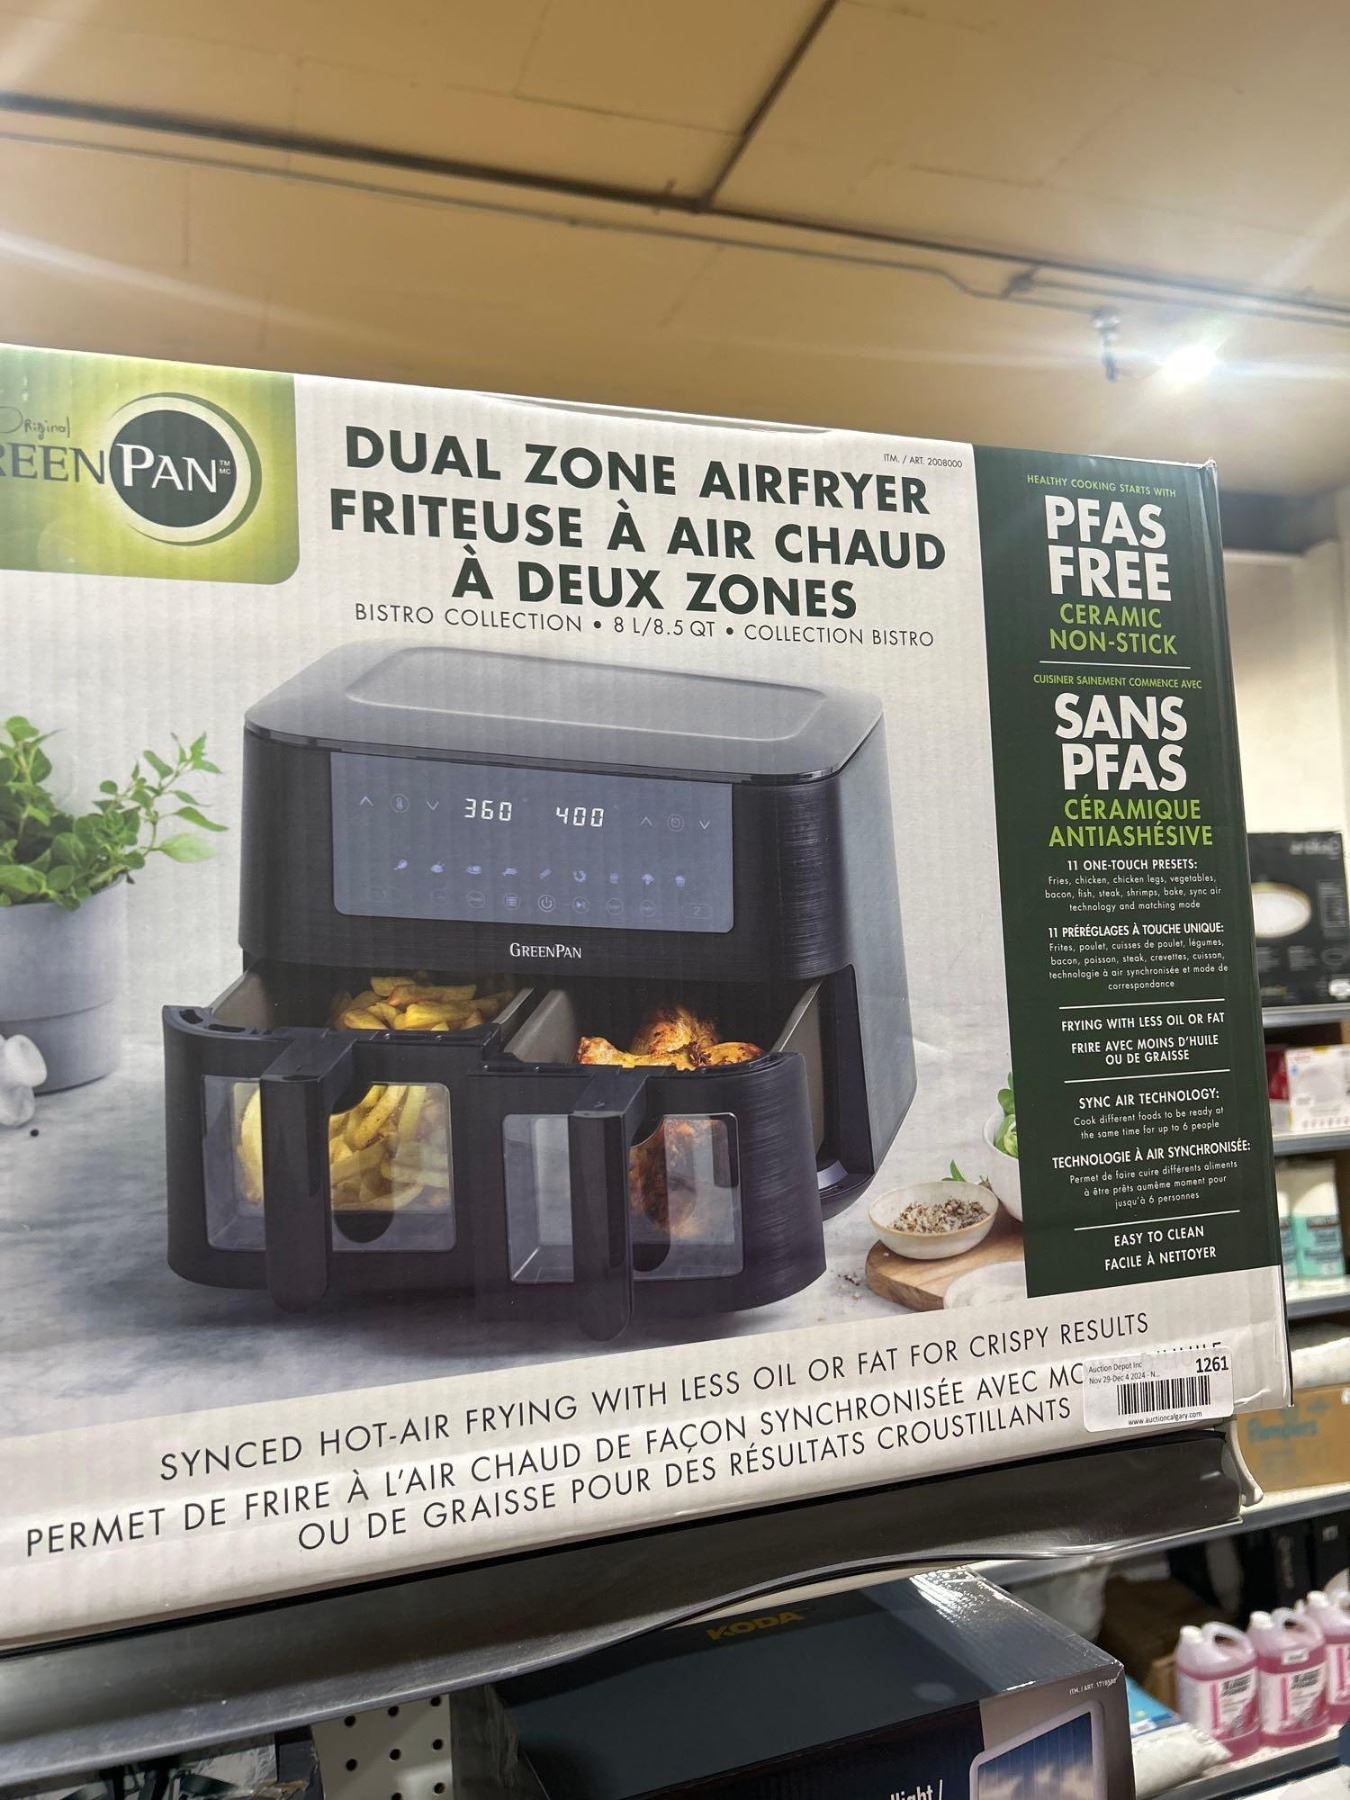 Original
REENPAN™ MC
DUAL ZONE AIRFRYER
FRITEUSE À AIR CHAUD
À DEUX ZONES
BISTRO COLLECTION • 8 L/8.5 QT • COLLECTION BISTRO
ITM. / ART. 2008000
HEALTHY COOKING STARTS WITH
PFAS
FREE
CERAMIC
NON-STICK
CUISINER SAINEMENT COMMENCE AVEC
SANS
PFAS
CÉRAMIQUE
ANTIASHÉSIVE
11 ONE-TOUCH PRESETS:
Fries, chicken, chicken legs, vegetables,
bacon, fish, steak, shrimps, bake, sync air
technology and matching mode
11 PRÉRÉGLAGES À TOUCHE UNIQUE:
Frites, poulet, cuisses de poulet, légumes,
bacon, poisson, steak, crevettes, cuisson,
technologie à air synchronisée et mode de
correspondance
FRYING WITH LESS OIL OR FAT
FRIRE AVEC MOINS D'HUILE
OU DE GRAISSE
SYNC AIR TECHNOLOGY:
Cook different foods to be ready at
the same time for up to 6 people
TECHNOLOGIE À AIR SYNCHRONISÉE:
Permet de faire cuire différents aliments
à être prêts aumême moment pour
jusqu'à 6 personnes
EASY TO CLEAN
FACILE À NETTOYER
360 400
GREENPAN
SYNCED HOT-AIR FRYING WITH LESS OIL OR FAT FOR CRISPY RESULTS
PERMET DE FRIRE À L'AIR CHAUD DE FAÇON SYNCHRONISÉE AVEC MO
OU DE GRAISSE POUR DES RÉSULTATS CROUSTILLANTS
Auction Depot Inc 1261
Nov 29-Dec 4 2024 - N...
www.auctioncalgary.com
Pampers
KODA